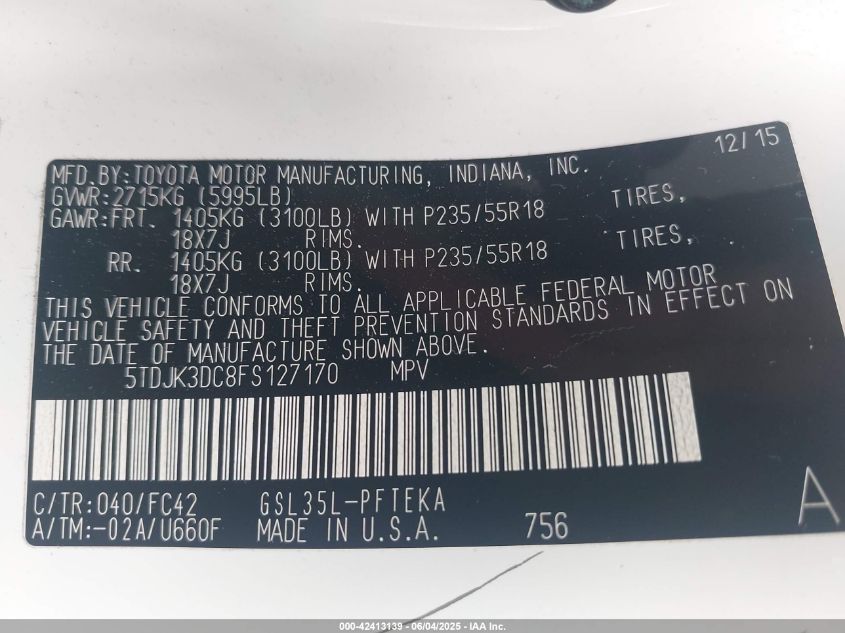 12/15
MFD.BY:TOYOTA MOTOR MANUFACTURING, INDIANA, INC.
GVWR:2715KG (5995LB)
GAWR:FRT. 1405KG (3100LB) WITH P235/55R18 TIRES,
18X7J RIMS.
RR. 1405KG (3100LB) WITH P235/55R18 TIRES,
18X7J RIMS.
THIS VEHICLE CONFORMS TO ALL APPLICABLE FEDERAL MOTOR
VEHICLE SAFETY AND THEFT PREVENTION STANDARDS IN EFFECT ON
THE DATE OF MANUFACTURE SHOWN ABOVE.
5TDJK3DC8FS127170 MPV
C/TR:040/FC42 GSL35L-PFTEKA
A/TM:-02A/U660F MADE IN U.S.A. 756
A
000-42413139 - 06/04/2025 - IAA Inc.